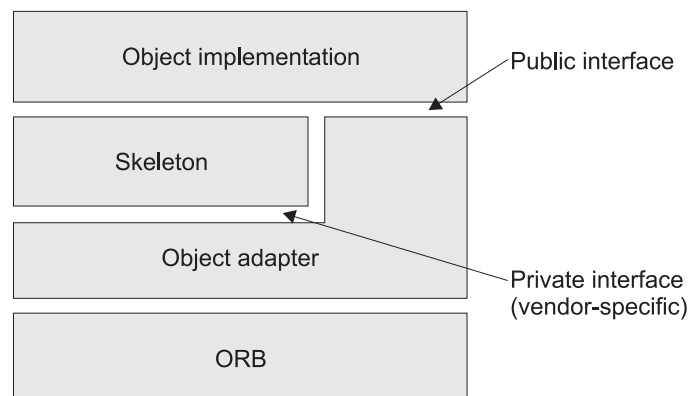 Object implementation
Public interface
Skeleton
Object adapter
Private interface
(vendor-specific)
ORB